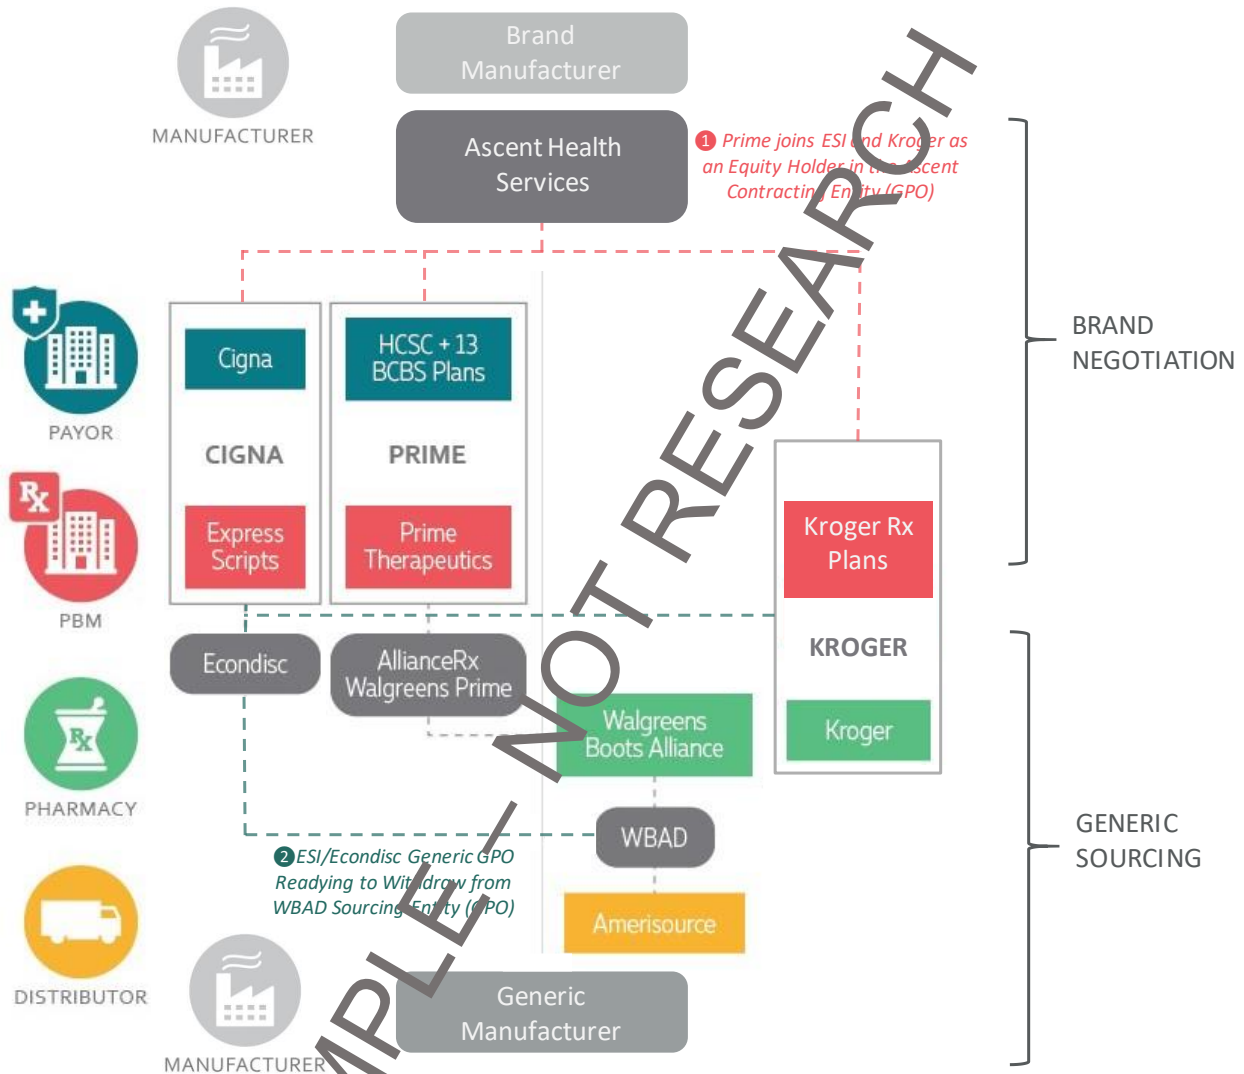 MANUFACTURER
Brand
Manufacturer
Ascent Health
Services
1 Prime joins ESI and Kroger as
an Equity Holder in the Ascent
Contracting Entity (GPO)
BRAND
NEGOTIATION
PAYOR
Cigna
CIGNA
Express
Scripts
HCSC + 13
BCBS Plans
PRIME
Prime
Therapeutics
Rx
PBM
Kroger Rx
Plans
KROGER
Kroger
Econdisc
AllianceRx
Walgreens Prime
Walgreens
Boots Alliance
Rx
PHARMACY
WBAD
2 ESI/Econdisc Generic GPO
Readying to Withdraw from
WBAD Sourcing Entity (GPO)
GENERIC
SOURCING
Amerisource
DISTRIBUTOR
MANUFACTURER
Generic
Manufacturer
MPLE – NOT RESEARCH